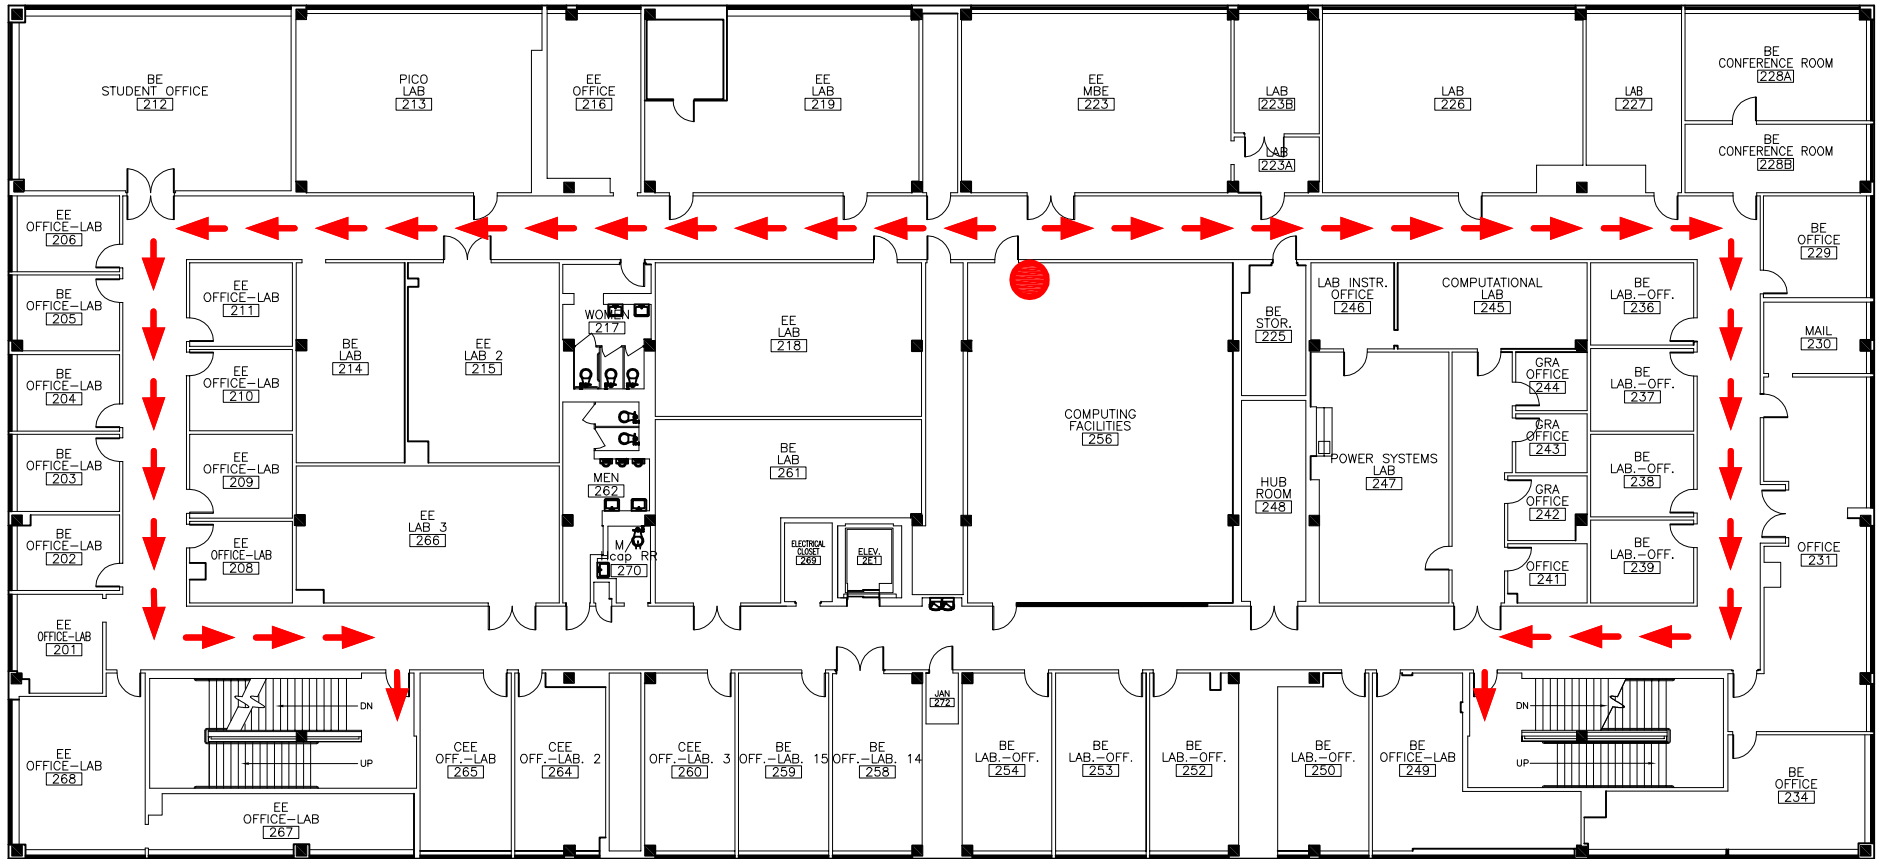 BE
STUDENT OFFICE
212
PICO
LAB
213
EE
OFFICE
216
EE
LAB
219
EE
MBE
223
LAB
223B
LAB
223A
LAB
226
LAB
227
BE
CONFERENCE ROOM
228A
BE
CONFERENCE ROOM
228B
EE
OFFICE-LAB
206
BE
OFFICE-LAB
205
BE
OFFICE-LAB
204
BE
OFFICE-LAB
203
BE
OFFICE-LAB
202
EE
OFFICE-LAB
201
EE
OFFICE-LAB
211
EE
OFFICE-LAB
210
EE
OFFICE-LAB
209
EE
OFFICE-LAB
208
BE
LAB
214
EE
LAB 2
215
EE
LAB 3
266
WOMEN
217
MEN
262
M/W
Hcap RR
270
EE
LAB
218
BE
LAB
261
ELECTRICAL
CLOSET
269
ELEV.
2E1
COMPUTING
FACILITIES
256
BE
STOR.
225
HUB
ROOM
248
LAB INSTR.
OFFICE
246
COMPUTATIONAL
LAB
245
POWER SYSTEMS
LAB
247
GRA
OFFICE
244
GRA
OFFICE
243
GRA
OFFICE
242
OFFICE
241
BE
LAB.-OFF.
236
BE
LAB.-OFF.
237
BE
LAB.-OFF.
238
BE
LAB.-OFF.
239
BE
OFFICE
229
MAIL
230
OFFICE
231
EE
OFFICE-LAB
268
DN
UP
EE
OFFICE-LAB
267
CEE
OFF.-LAB
265
CEE
OFF.-LAB. 2
264
CEE
OFF.-LAB. 3
260
BE
OFF.-LAB. 15
259
BE
OFF.-LAB. 14
258
JAN
272
BE
LAB.-OFF.
254
BE
LAB.-OFF.
253
BE
LAB.-OFF.
252
BE
LAB.-OFF.
250
BE
OFFICE-LAB
249
DN
UP
BE
OFFICE
234